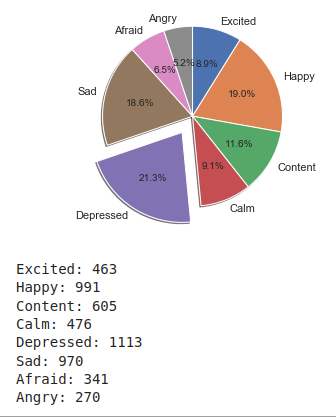 Angry
Excited
Afraid
5.2%
8.9%
6.5%
Happy
Sad
19.0%
18.6%
11.6%
9.1%
Content
21.3%
Calm
Depressed
Excited: 463
Happy: 991
Content: 605
Calm: 476
Depressed: 1113
Sad: 970
Afraid: 341
Angry: 270